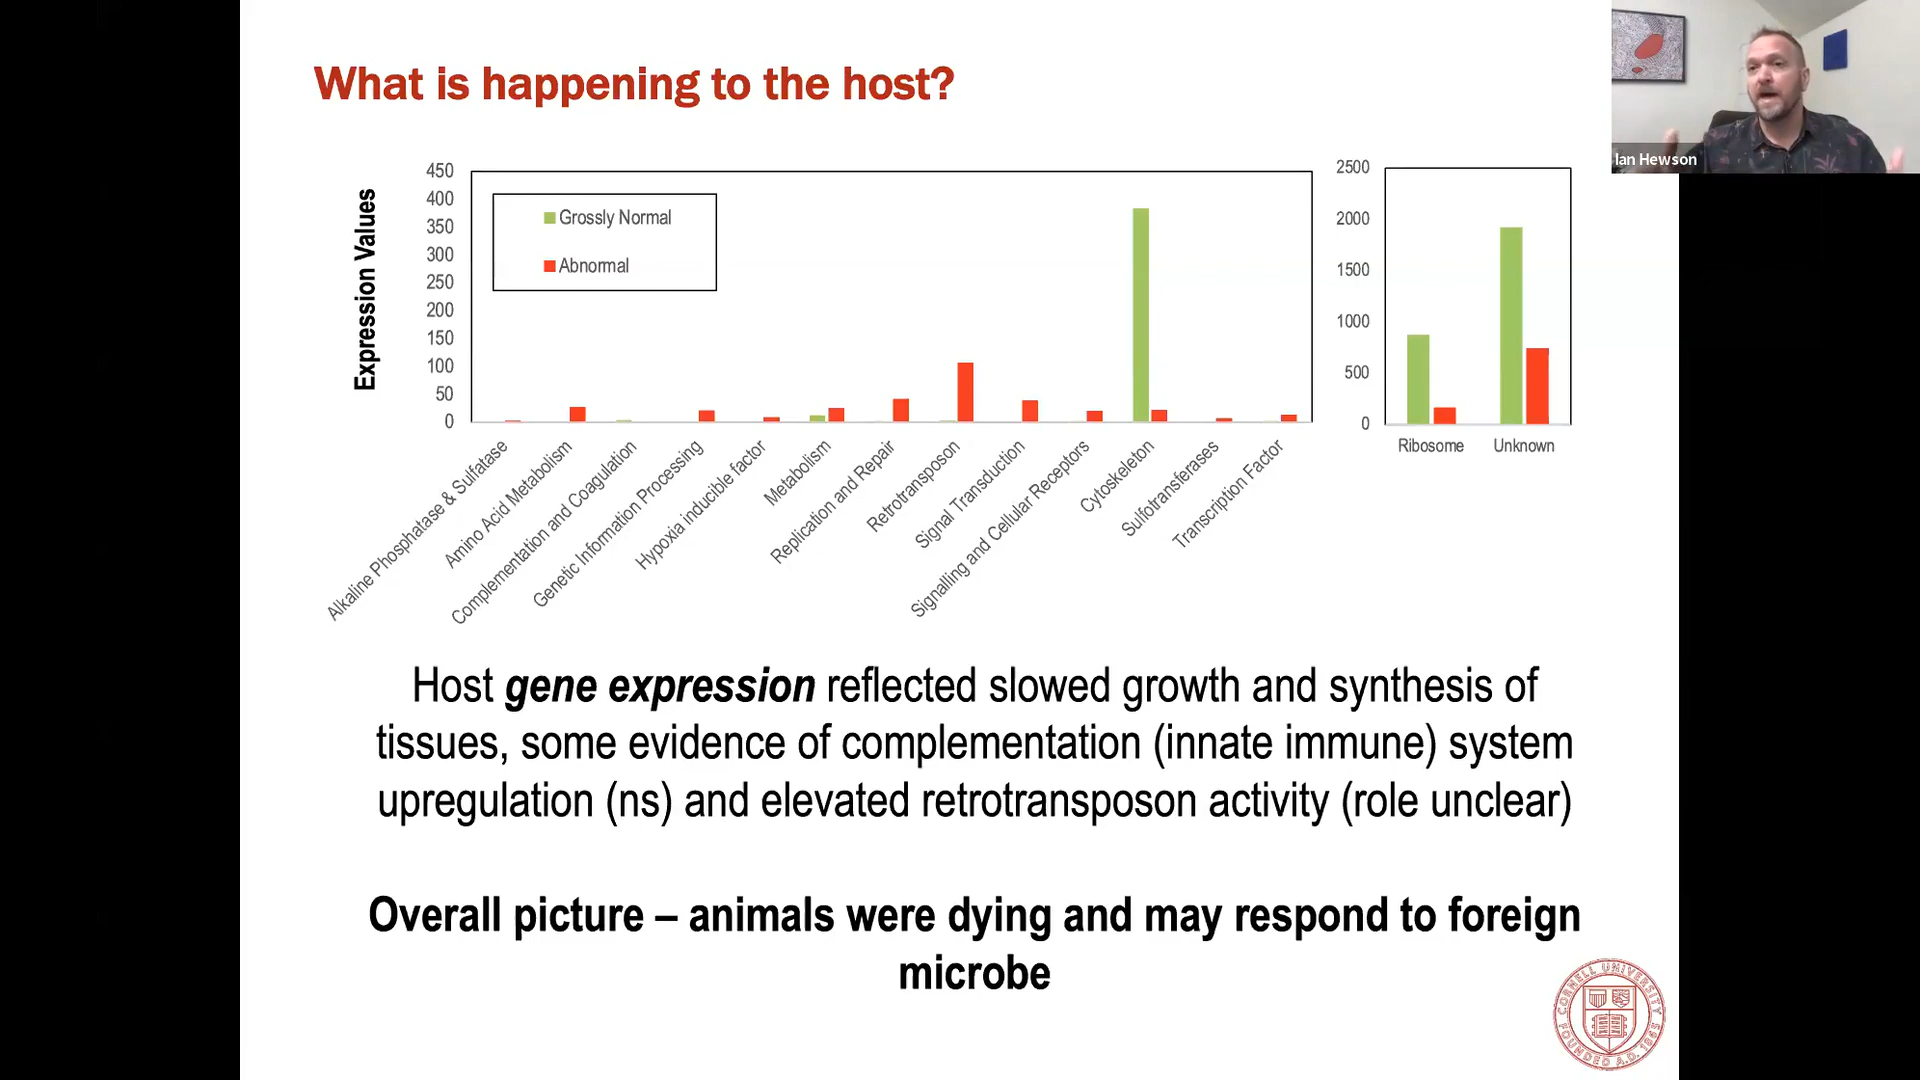 What is happening to the host?
Ian Hewson
Expression Values
450
400
350
300
250
200
150
100
50
0
Grossly Normal
Abnormal
Alkaline Phosphatase & Sulfatase
Amino Acid Metabolism
Complementation and Coagulation
Genetic Information Processing
Hypoxia inducible factor
Metabolism
Replication and Repair
Retrotransposon
Signal Transduction
Signalling and Cellular Receptors
Cytoskeleton
Sulfotransferases
Transcription Factor
2500
2000
1500
1000
500
0
Ribosome
Unknown
Host gene expression reflected slowed growth and synthesis of
tissues, some evidence of complementation (innate immune) system
upregulation (ns) and elevated retrotransposon activity (role unclear)
Overall picture – animals were dying and may respond to foreign
microbe
CORNELL UNIVERSITY
FOUNDED A.D. 1865